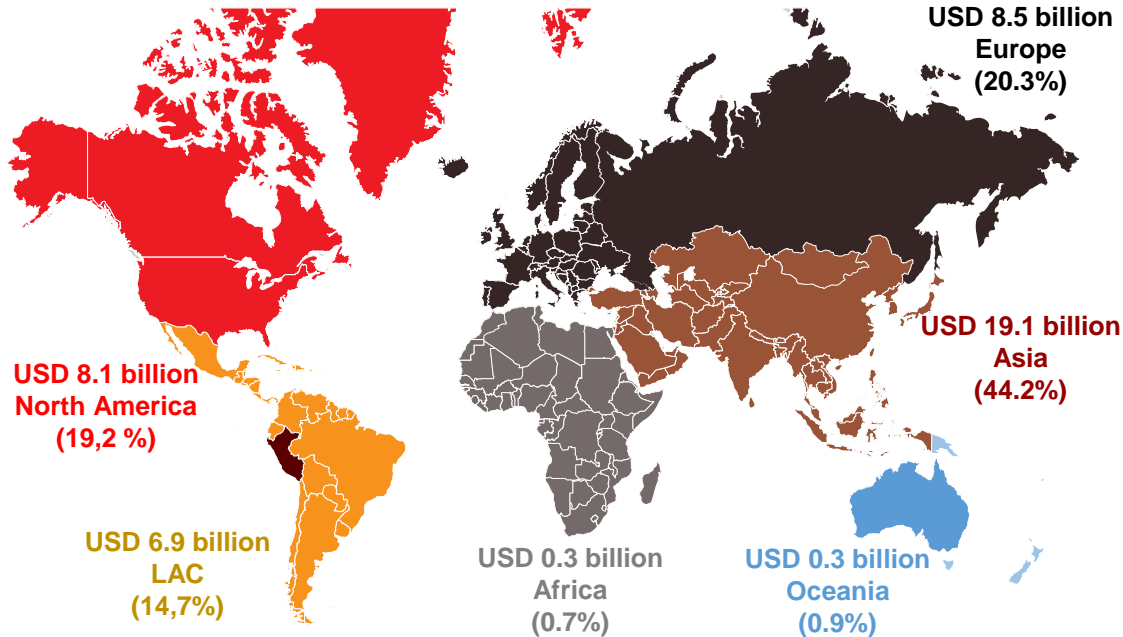 USD 8.5 billion
Europe
(20.3%)
USD 19.1 billion
Asia
(44.2%)
USD 8.1 billion
North America
(19,2 %)
USD 6.9 billion
LAC
(14,7%)
USD 0.3 billion
Africa
(0.7%)
USD 0.3 billion
Oceania
(0.9%)